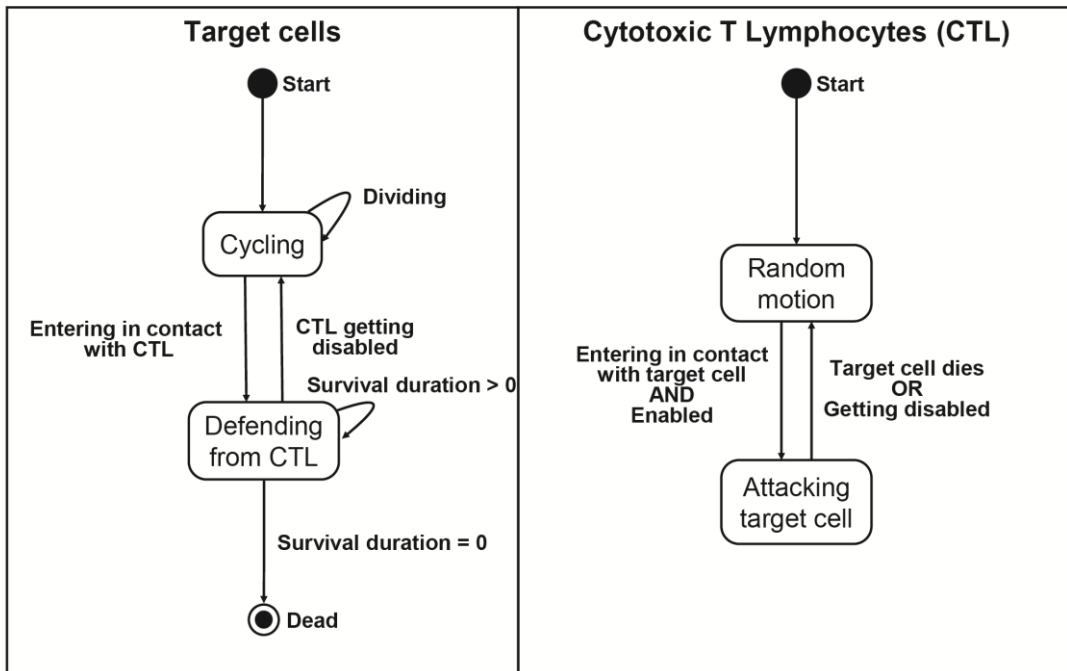 Target cells
Start
Dividing
Cycling
Entering in contact
with CTL
CTL getting
disabled
Survival duration > 0
Defending
from CTL
Survival duration = 0
Dead
Cytotoxic T Lymphocytes (CTL)
Start
Random
motion
Entering in contact
with target cell
AND
Enabled
Target cell dies
OR
Getting disabled
Attacking
target cell